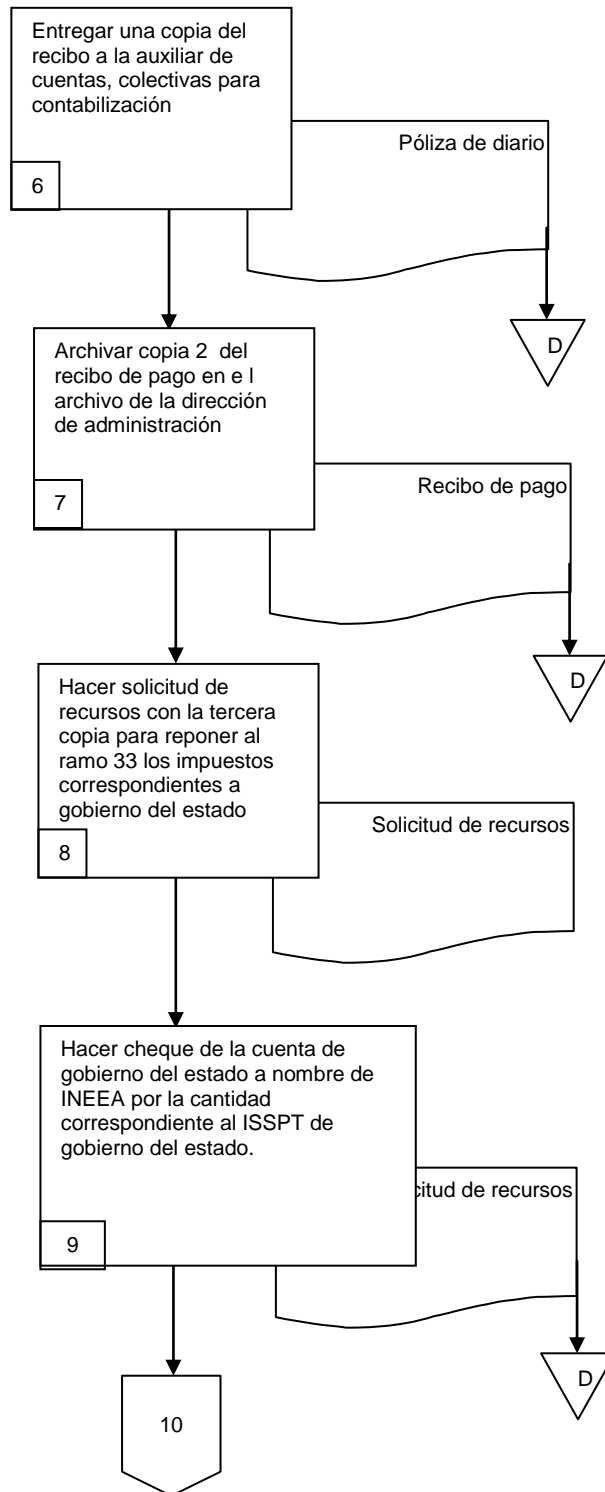 Entregar una copia del
recibo a la auxiliar de
cuentas, colectivas para
contabilización
Póliza de diario
6
D
Archivar copia 2 del
recibo de pago en e l
archivo de la dirección
de administración
Recibo de pago
7
D
Hacer solicitud de
recursos con la tercera
copia para reponer al
ramo 33 los impuestos
correspondientes a
gobierno del estado
Solicitud de recursos
8
Hacer cheque de la cuenta de
gobierno del estado a nombre de
INEEA por la cantidad
correspondiente al ISSPT de
gobierno del estado.
citud de recursos
9
D
10